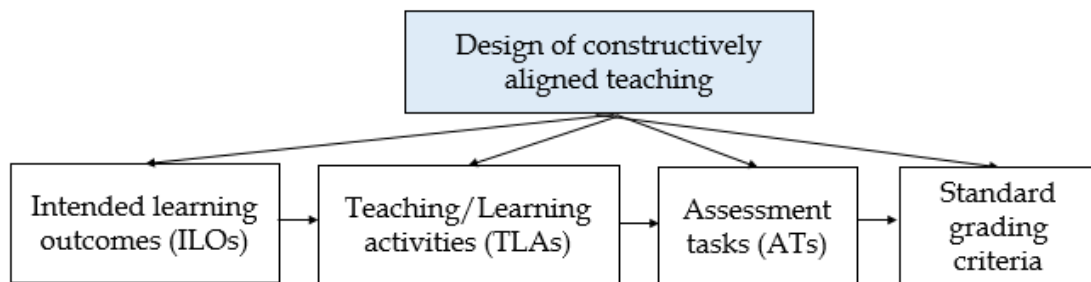 Design of constructively
aligned teaching
Intended learning
outcomes (ILOs)
Teaching/Learning
activities (TLAs)
Assessment
tasks (ATs)
Standard
grading
criteria